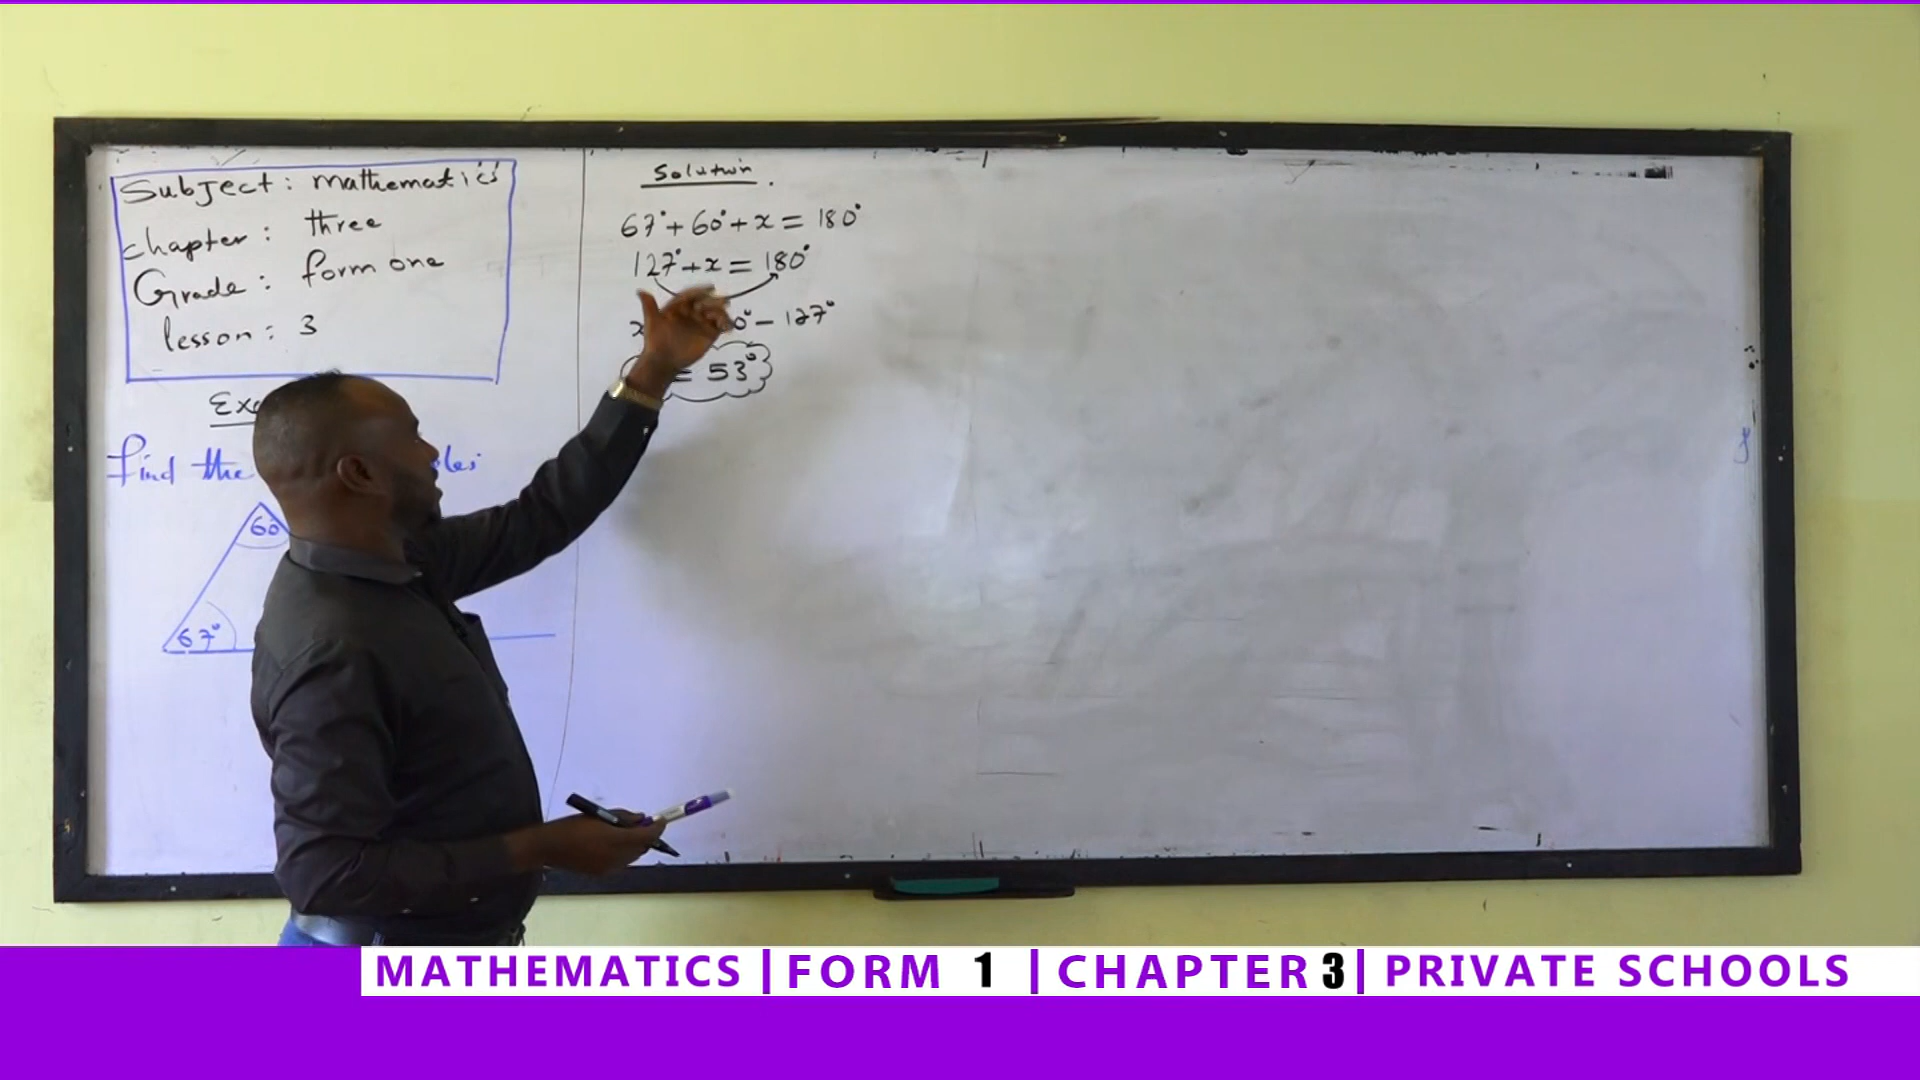 Subject: mathematics
chapter: three
Grade: form one
lesson: 3
find the
60
67°
Solution
67° + 60° + x = 180°
127° + x = 180°
x - 127°
= 53°
MATHEMATICS | FORM 1 | CHAPTER 3 | PRIVATE SCHOOLS